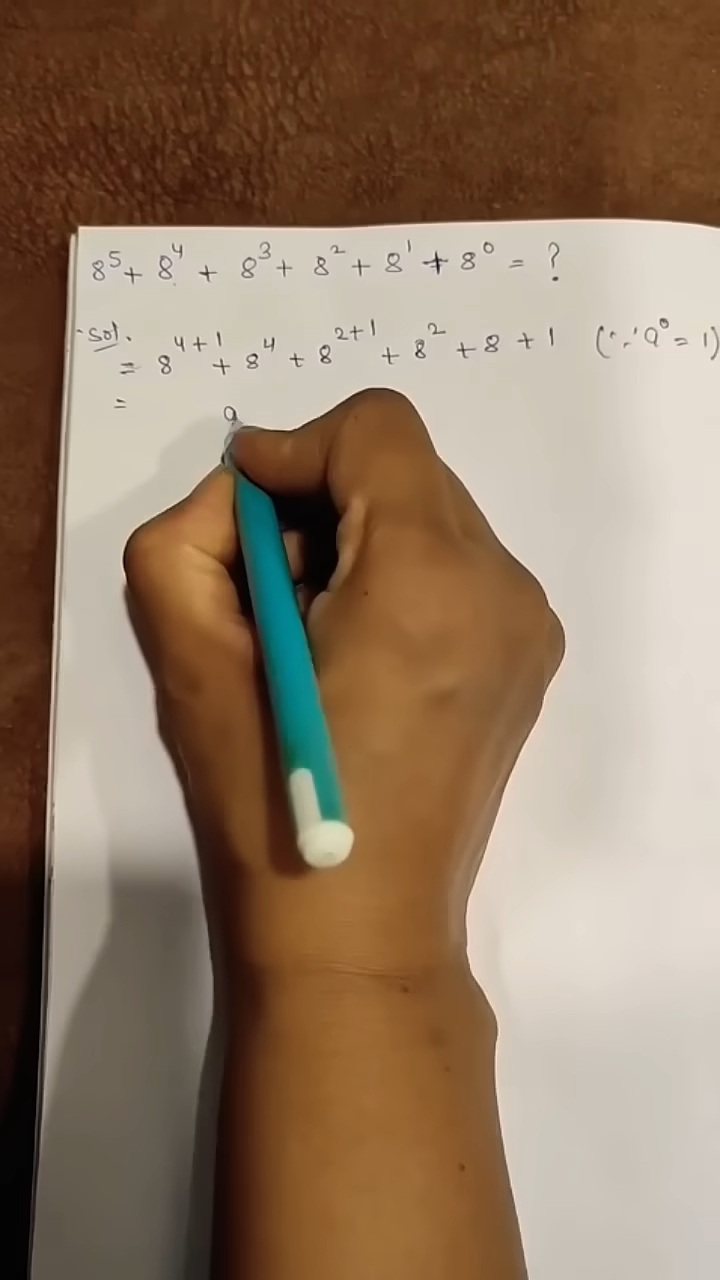 8⁵ + 8⁴ + 8³ + 8² + 8¹ + 8⁰ = ?
Sol.
= 8⁴⁺¹ + 8⁴ + 8²⁺¹ + 8² + 8 + 1 (∵ a⁰ = 1)
=